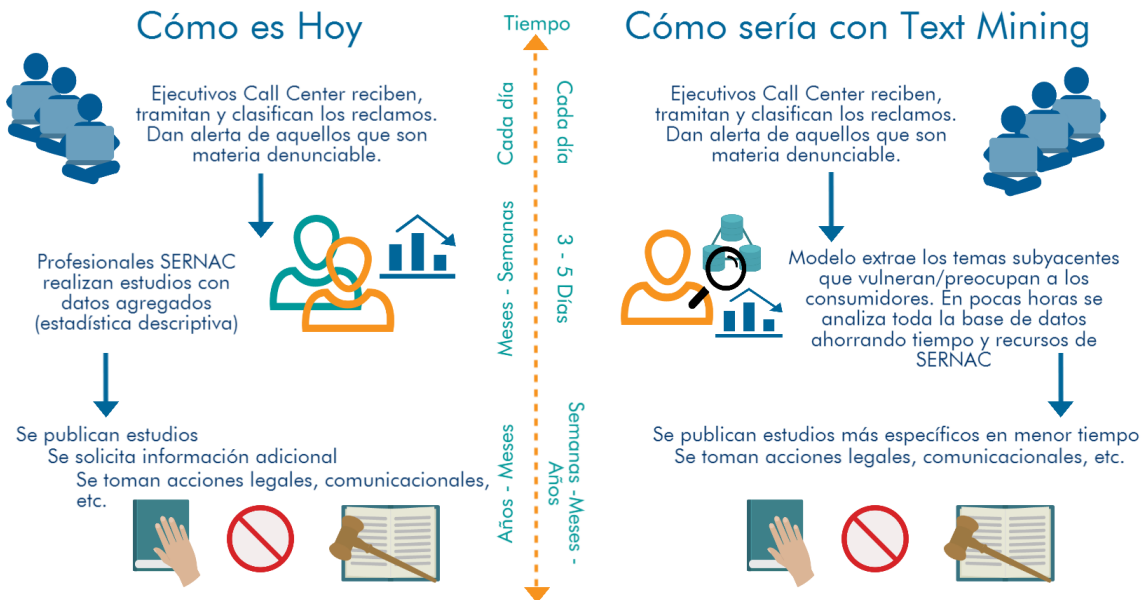 Cómo es Hoy
Ejecutivos Call Center reciben,
tramitan y clasifican los reclamos.
Dan alerta de aquellos que son
materia denunciable.
Profesionales SERNAC
realizan estudios con
datos agregados
(estadística descriptiva)
Se publican estudios
Se solicita información adicional
Se toman acciones legales, comunicacionales,
etc.
Tiempo
Cada día
Cada día
Meses - Semanas
3 - 5 Días
Años - Meses
Semanas -Meses -
Años
Cómo sería con Text Mining
Ejecutivos Call Center reciben,
tramitan y clasifican los reclamos.
Dan alerta de aquellos que son
materia denunciable.
Modelo extrae los temas subyacentes
que vulneran/preocupan a los
consumidores. En pocas horas se
analiza toda la base de datos
ahorrando tiempo y recursos de
SERNAC
Se publican estudios más específicos en menor tiempo
Se toman acciones legales, comunicacionales, etc.